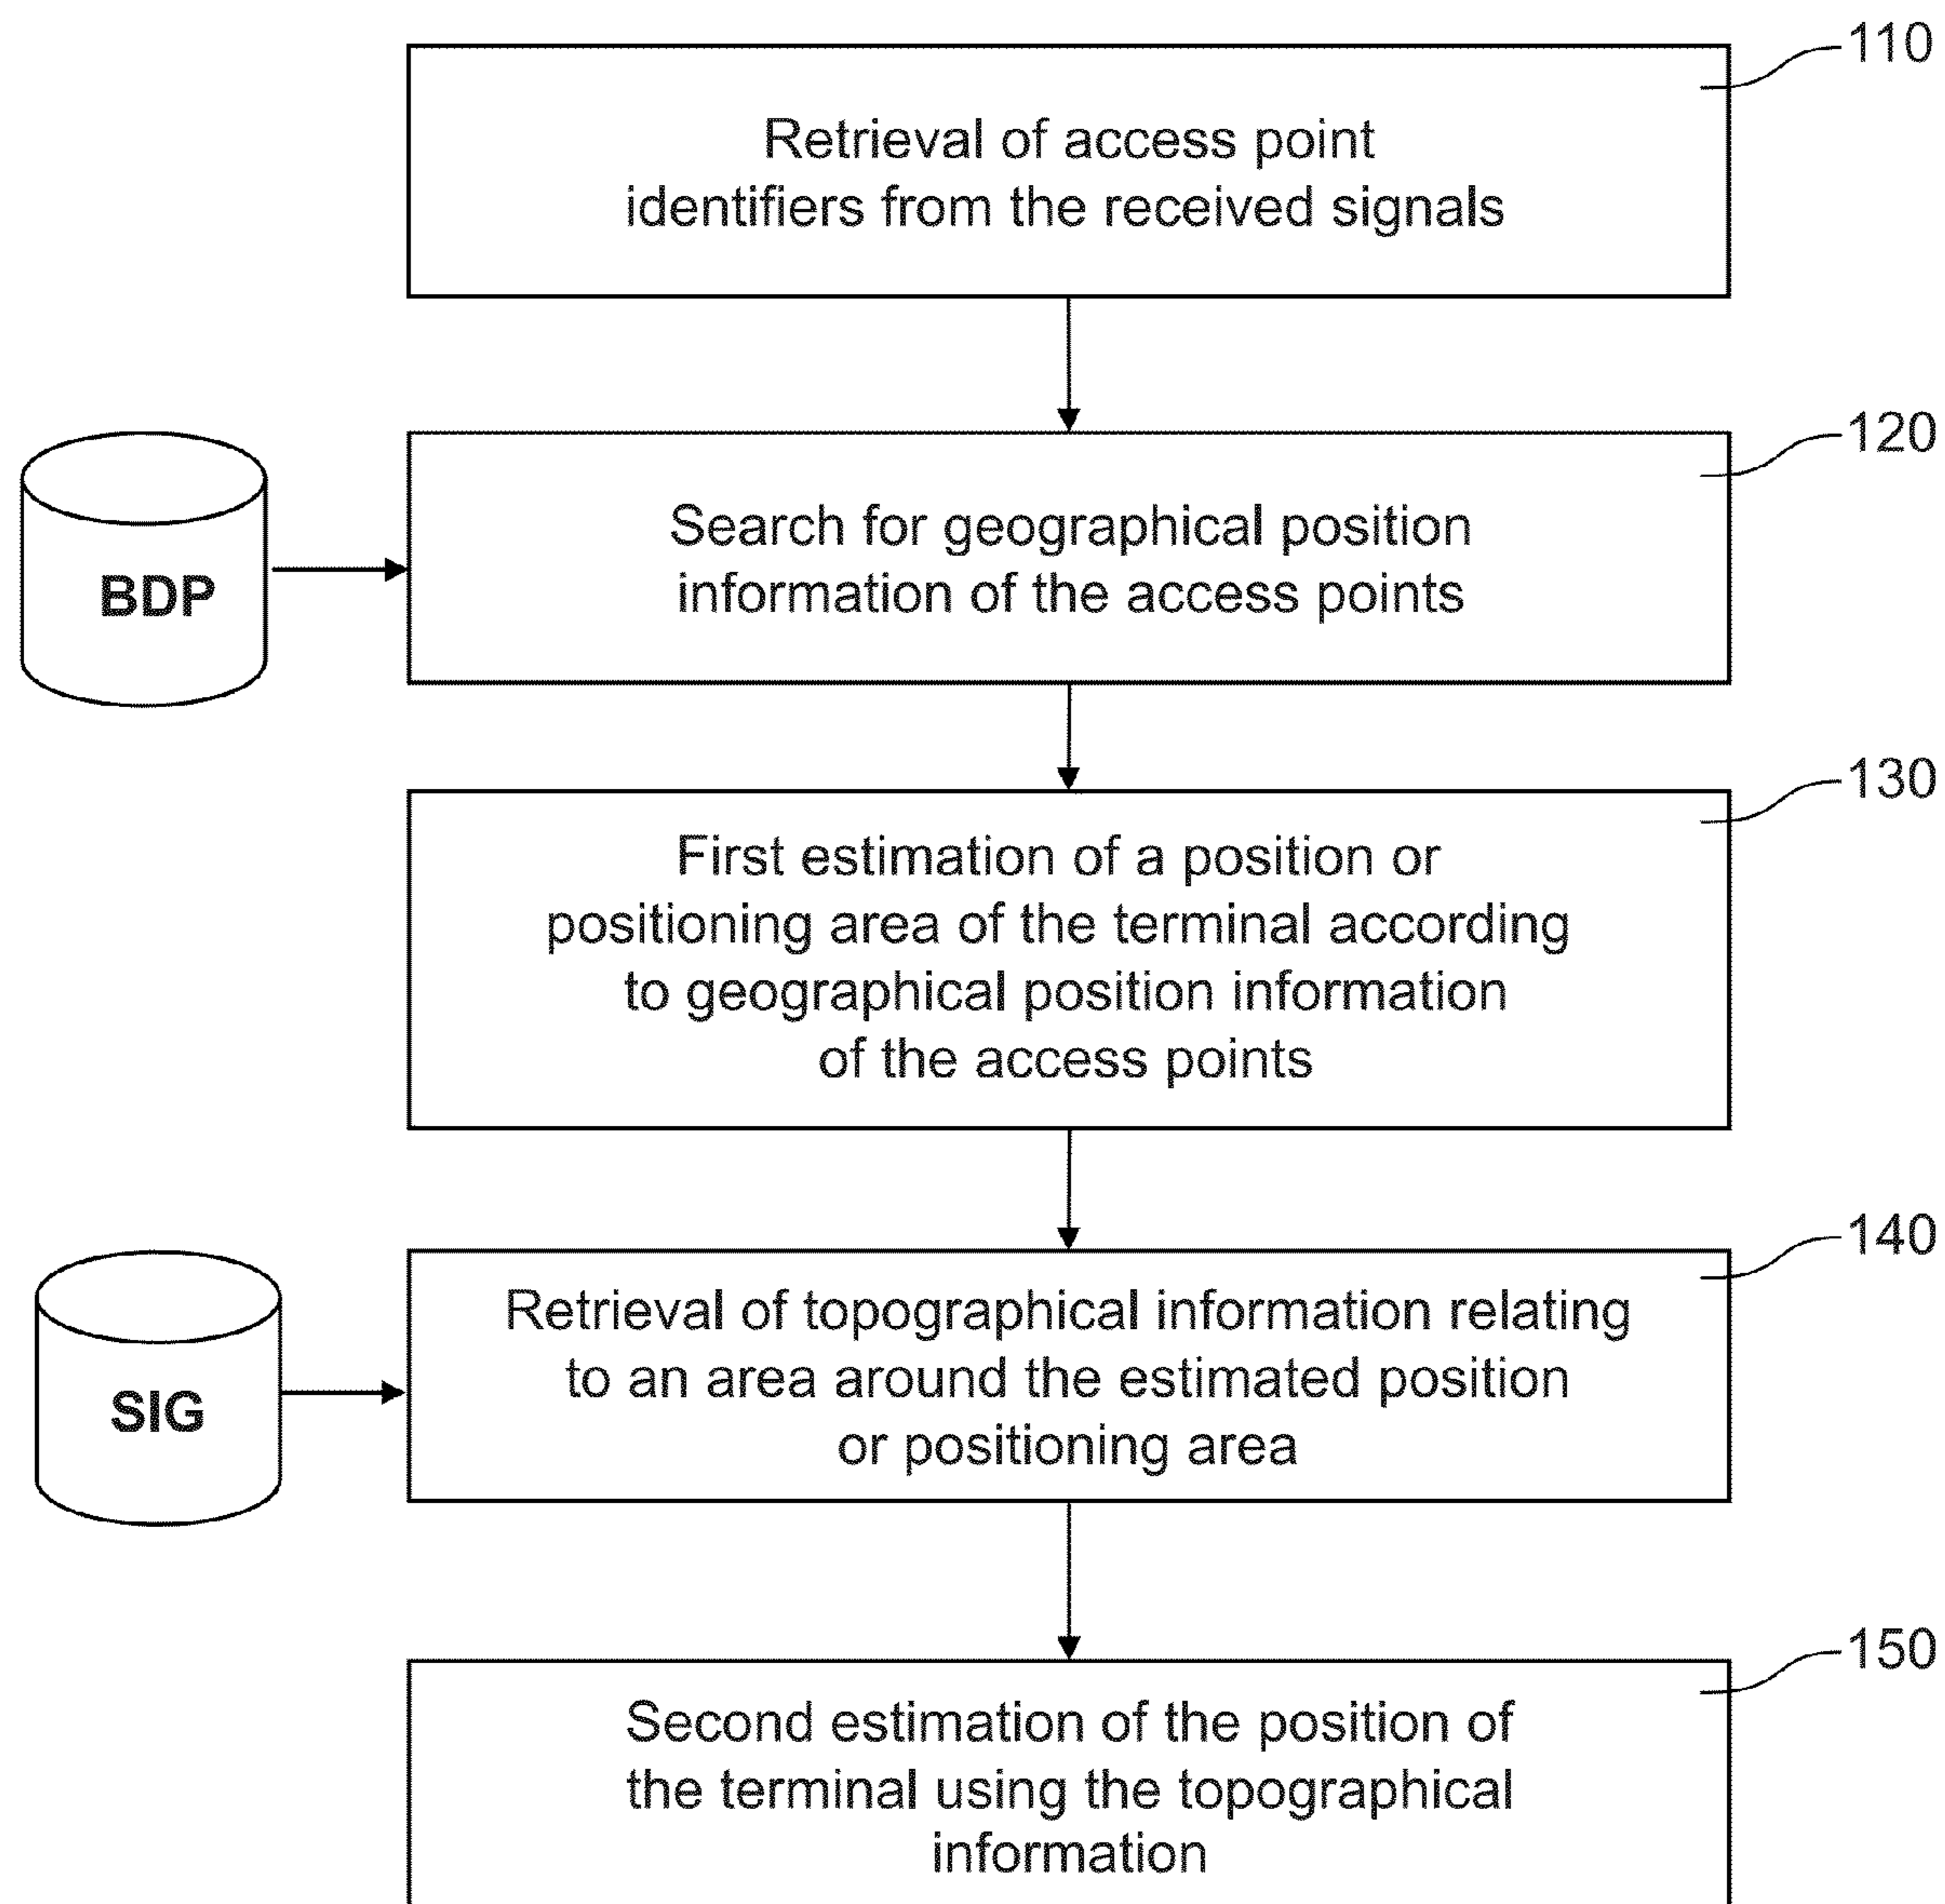 110
Retrieval of access point
identifiers from the received signals
120
Search for geographical position
information of the access points
BDP
130
First estimation of a position or
positioning area of the terminal according
to geographical position information
of the access points
140
Retrieval of topographical information relating
to an area around the estimated position
or positioning area
SIG
150
Second estimation of the position of
the terminal using the topographical
information